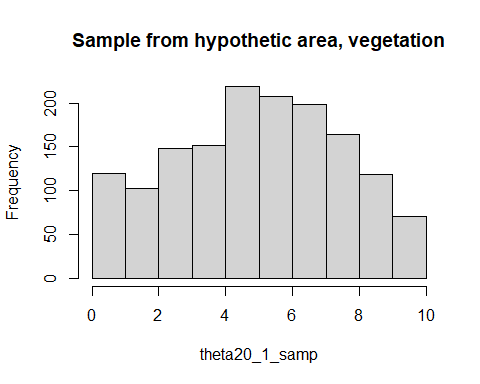 Sample from hypothetic area, vegetation
Frequency
200
150
100
50
0
0 2 4 6 8 10
theta20_1_samp